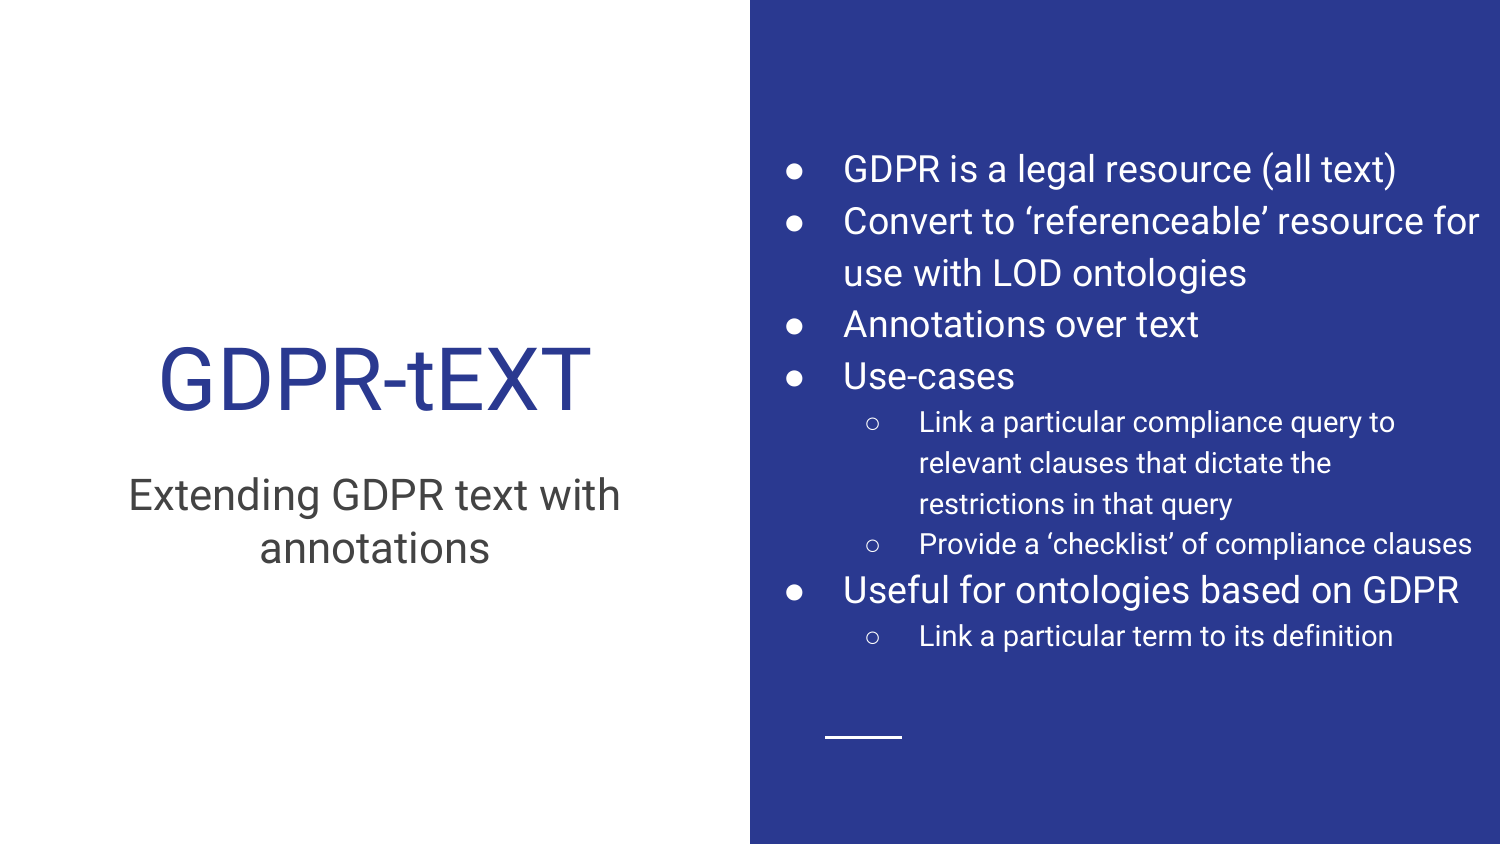 GDPR-tEXT
Extending GDPR text with
annotations
● GDPR is a legal resource (all text)
● Convert to ‘referenceable’ resource for
use with LOD ontologies
● Annotations over text
● Use-cases
○ Link a particular compliance query to
relevant clauses that dictate the
restrictions in that query
○ Provide a ‘checklist’ of compliance clauses
● Useful for ontologies based on GDPR
○ Link a particular term to its definition